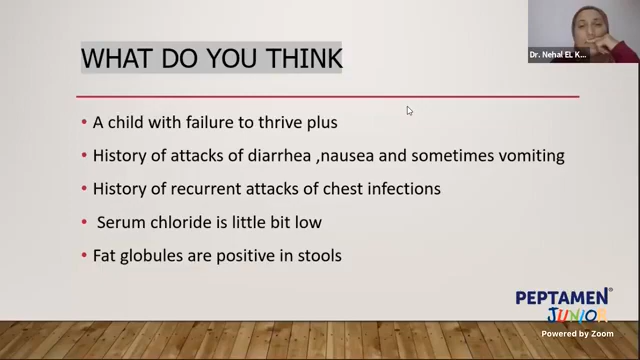 WHAT DO YOU THINK
Dr. Nehal EL K...
• A child with failure to thrive plus
• History of attacks of diarrhea ,nausea and sometimes vomiting
• History of recurrent attacks of chest infections
• Serum chloride is little bit low
• Fat globules are positive in stools
PEPTAMEN®
JUNIOR
Powered by Zoom